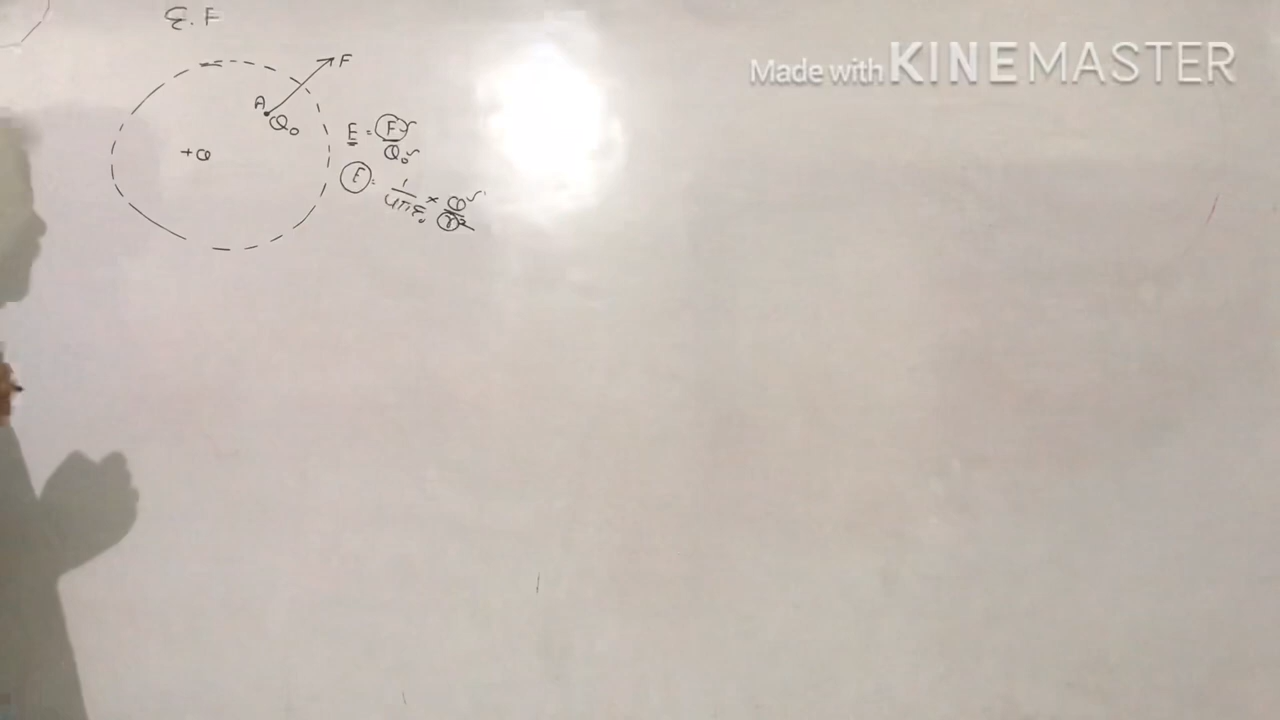 E.F
F
A
Q₀
+Q
E = F/Q₀
E = 1/4πε₀ × Q/r²
Made with KINEMASTER